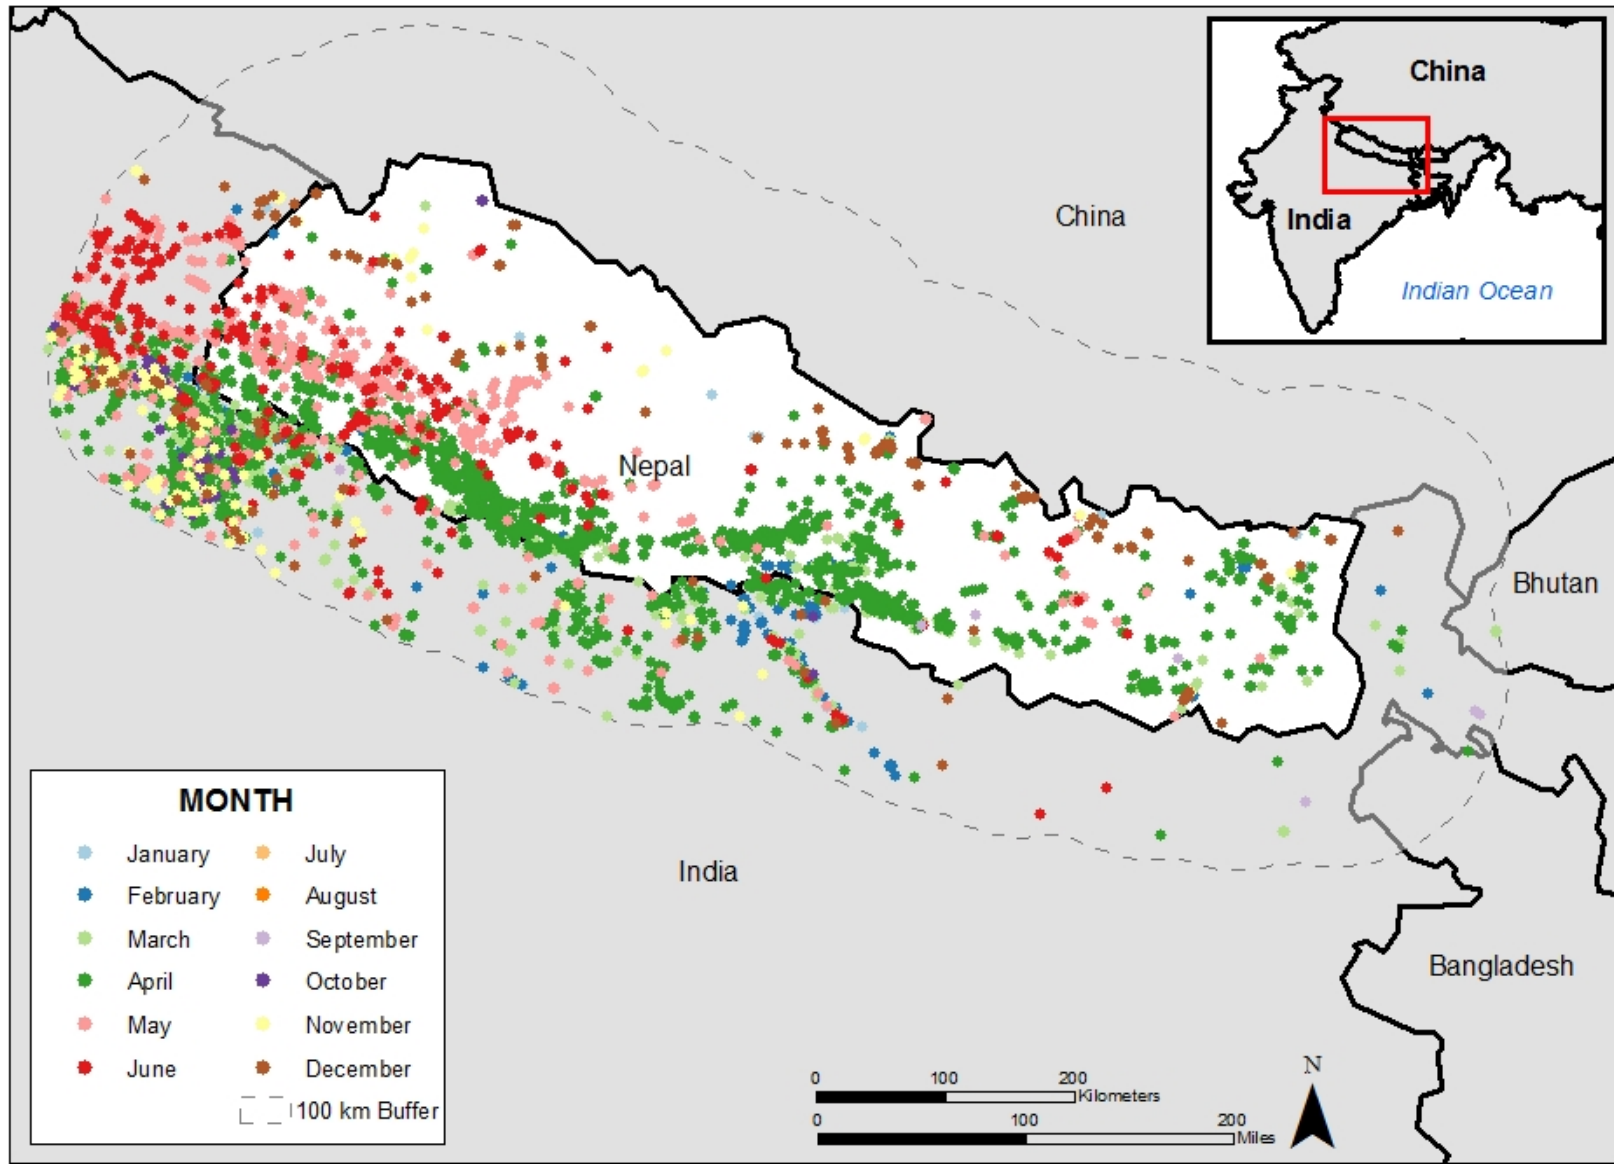 China
India
Indian Ocean
China
Nepal
Bhutan
India
Bangladesh
MONTH
January
February
March
April
May
June
July
August
September
October
November
December
100 km Buffer
0 100 200
Kilometers
0 100 200
Miles
N